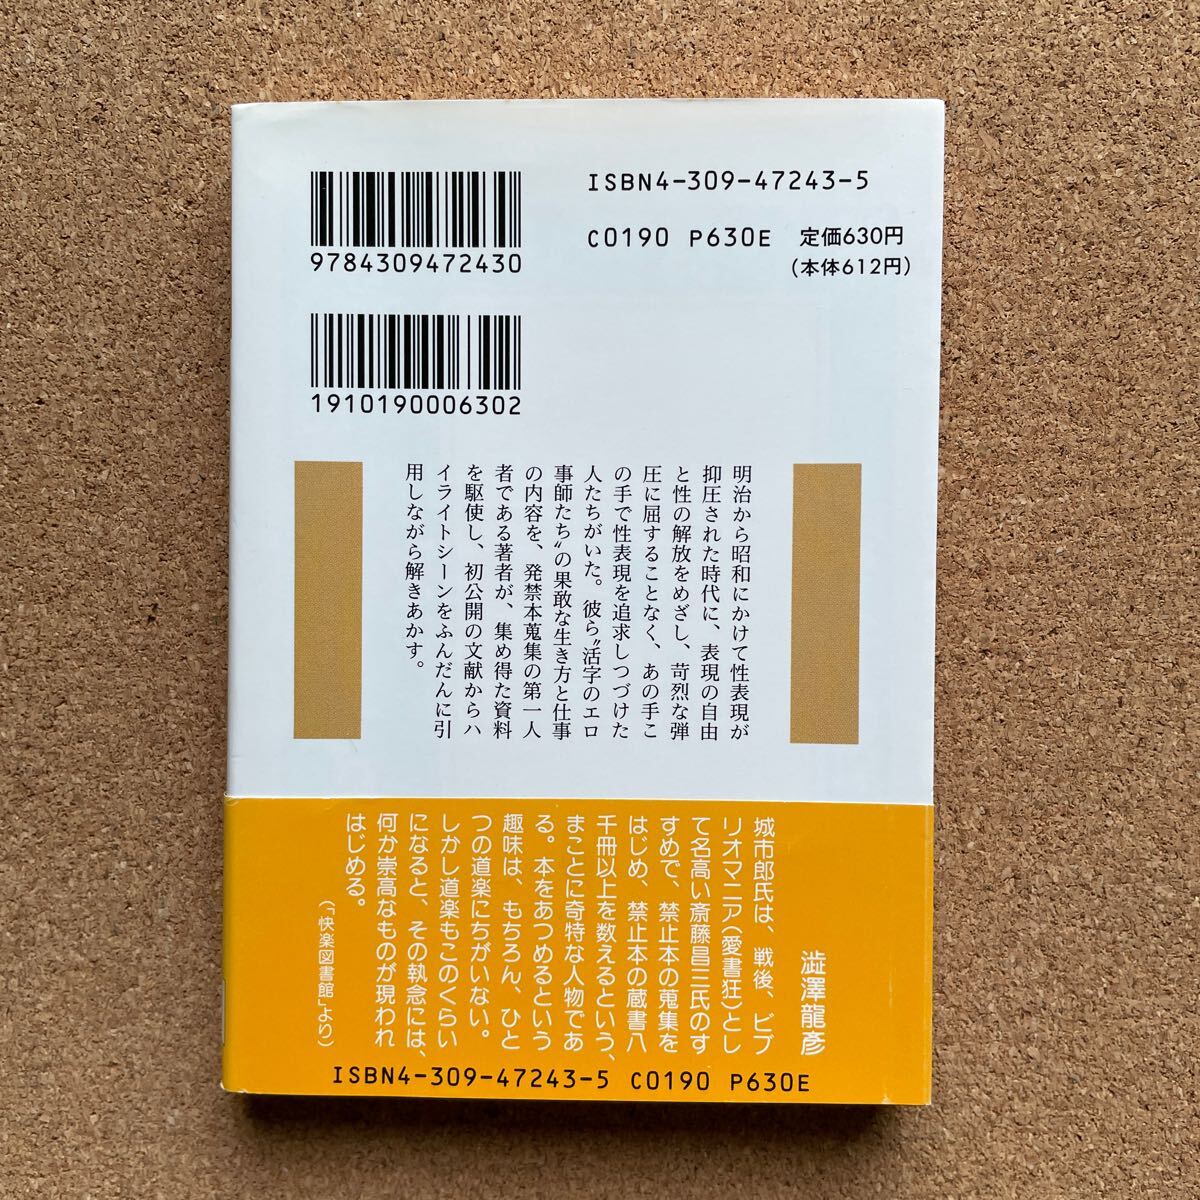 ISBN4-309-47243-5
9784309472430
C0190 P630E 定価630円
(本体612円)
1910190006302
明治から昭和にかけて性表現が
抑圧された時代に、表現の自由
と性の解放をめざし、苛烈な弾
圧に屈することなく、あの手こ
の手で性表現を追求しつづけた
人たちがいた。彼ら〝活字のエロ
事師たち〟の果敢な生き方と仕事
の内容を、発禁本蒐集の第一人
者である著者が、集め得た資料
を駆使し、初公開の文献からハ
イライトシーンをふんだんに引
用しながら解きあかす。
澁澤龍彥
城市郎氏は、戦後、ビブ
リオマニア(愛書狂)とし
て名高い斎藤昌三氏のす
すめで、禁止本の蒐集を
はじめ、禁止本の蔵書八
千冊以上を数えるという、
まことに奇特な人物であ
る。本をあつめるという
趣味は、もちろん、ひと
つの道楽にちがいない。
しかし道楽もこのくらい
になると、その執念には、
何か崇高なものが現われ
はじめる。
(「快楽図書館」より)
ISBN4-309-47243-5 C0190 P630E